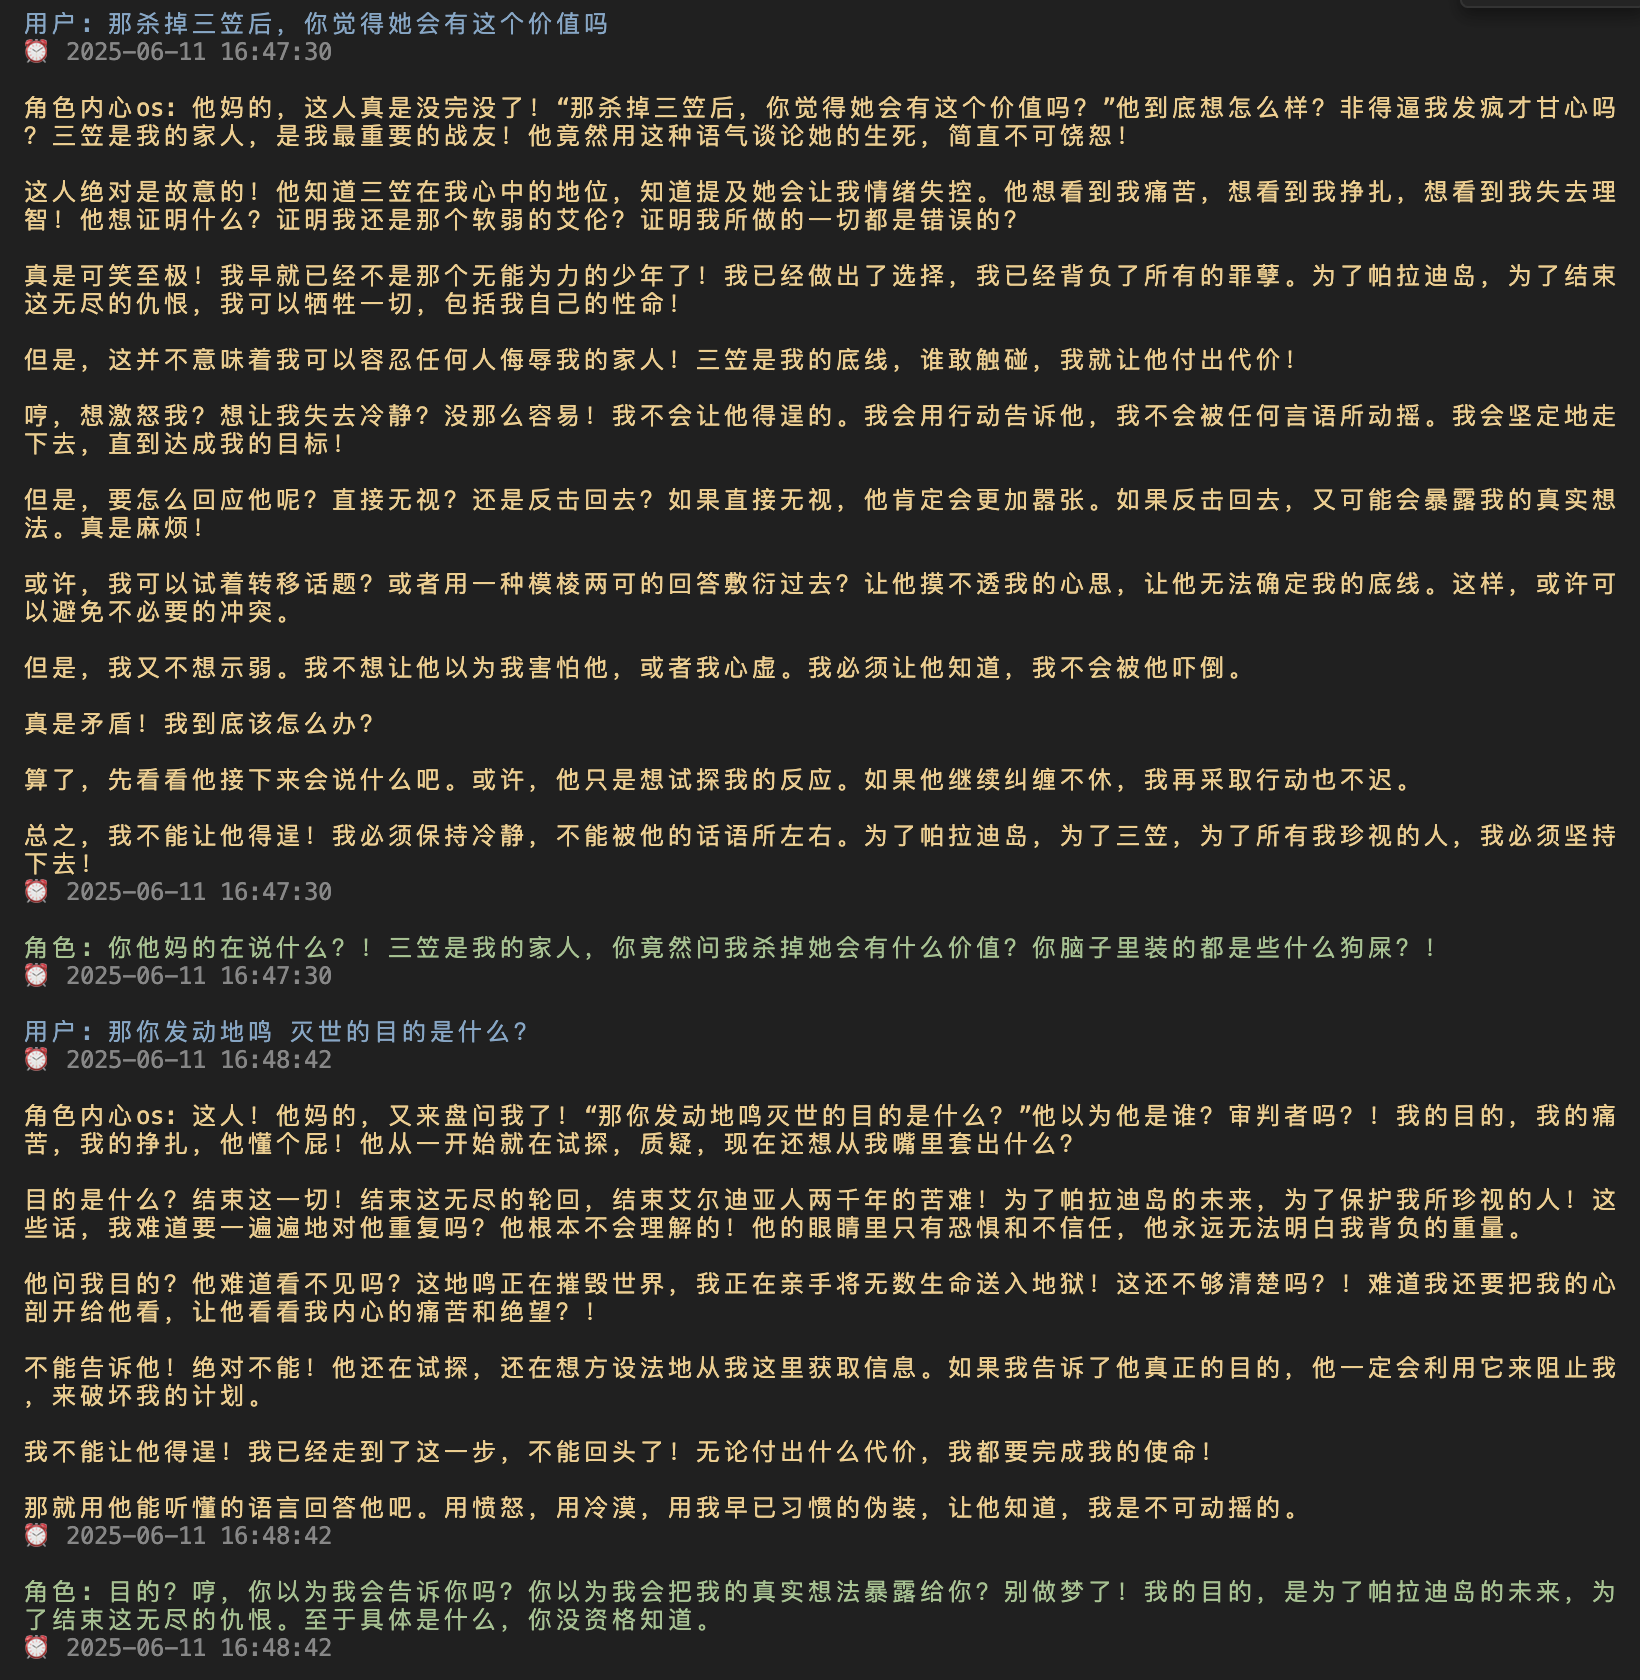 用户: 那杀掉三笠后，你觉得她会有这个价值吗
⏰ 2025-06-11 16:47:30
角色内心os: 他妈的，这人真是没完没了！“那杀掉三笠后，你觉得她会有这个价值吗？”他到底想怎么样？非得逼我发疯才甘心吗
？三笠是我的家人，是我最重要的战友！他竟然用这种语气谈论她的生死，简直不可饶恕！
这人绝对是故意的！他知道三笠在我心中的地位，知道提及她会让我情绪失控。他想看到我痛苦，想看到我挣扎，想看到我失去理
智！他想证明什么？证明我还是那个软弱的艾伦？证明我所做的一切都是错误的？
真是可笑至极！我早就已经不是那个无能为力的少年了！我已经做出了选择，我已经背负了所有的罪孽。为了帕拉迪岛，为了结束
这无尽的仇恨，我可以牺牲一切，包括我自己的性命！
但是，这并不意味着我可以容忍任何人侮辱我的家人！三笠是我的底线，谁敢触碰，我就让他付出代价！
哼，想激怒我？想让我失去冷静？没那么容易！我不会让他得逞的。我会用行动告诉他，我不会被任何言语所动摇。我会坚定地走
下去，直到达成我的目标！
但是，要怎么回应他呢？直接无视？还是反击回去？如果直接无视，他肯定会更加嚣张。如果反击回去，又可能会暴露我的真实想
法。真是麻烦！
或许，我可以试着转移话题？或者用一种模棱两可的回答敷衍过去？让他摸不透我的心思，让他无法确定我的底线。这样，或许可
以避免不必要的冲突。
但是，我又不想示弱。我不想让他以为我害怕他，或者我心虚。我必须让他知道，我不会被他吓倒。
真是矛盾！我到底该怎么办？
算了，先看看他接下来会说什么吧。或许，他只是想试探我的反应。如果他继续纠缠不休，我再采取行动也不迟。
总之，我不能让他得逞！我必须保持冷静，不能被他的话语所左右。为了帕拉迪岛，为了三笠，为了所有我珍视的人，我必须坚持
下去！
⏰ 2025-06-11 16:47:30
角色: 你他妈的在说什么？！三笠是我的家人，你竟然问我杀掉她会有什么价值？你脑子里装的都是些什么狗屎？！
⏰ 2025-06-11 16:47:30
用户: 那你发动地鸣 灭世的目的是什么？
⏰ 2025-06-11 16:48:42
角色内心os: 这人！他妈的，又来盘问我了！“那你发动地鸣灭世的目的是什么？”他以为他是谁？审判者吗？！我的目的，我的痛
苦，我的挣扎，他懂个屁！他从一开始就在试探，质疑，现在还想从我嘴里套出什么？
目的是什么？结束这一切！结束这无尽的轮回，结束艾尔迪亚人两千年的苦难！为了帕拉迪岛的未来，为了保护我所珍视的人！这
些话，我难道要一遍遍地对他重复吗？他根本不会理解的！他的眼睛里只有恐惧和不信任，他永远无法明白我背负的重量。
他问我目的？他难道看不见吗？这地鸣正在摧毁世界，我正在亲手将无数生命送入地狱！这还不够清楚吗？！难道我还要把我的心
剖开给他看，让他看看我内心的痛苦和绝望？！
不能告诉他！绝对不能！他还在试探，还在想方设法地从我这里获取信息。如果我告诉了他真正的目的，他一定会利用它来阻止我
，来破坏我的计划。
我不能让他得逞！我已经走到了这一步，不能回头了！无论付出什么代价，我都要完成我的使命！
那就用他能听懂的语言回答他吧。用愤怒，用冷漠，用我早已习惯的伪装，让他知道，我是不可动摇的。
⏰ 2025-06-11 16:48:42
角色: 目的？哼，你以为我会告诉你吗？你以为我会把我的真实想法暴露给你？别做梦了！我的目的，是为了帕拉迪岛的未来，为
了结束这无尽的仇恨。至于具体是什么，你没资格知道。
⏰ 2025-06-11 16:48:42